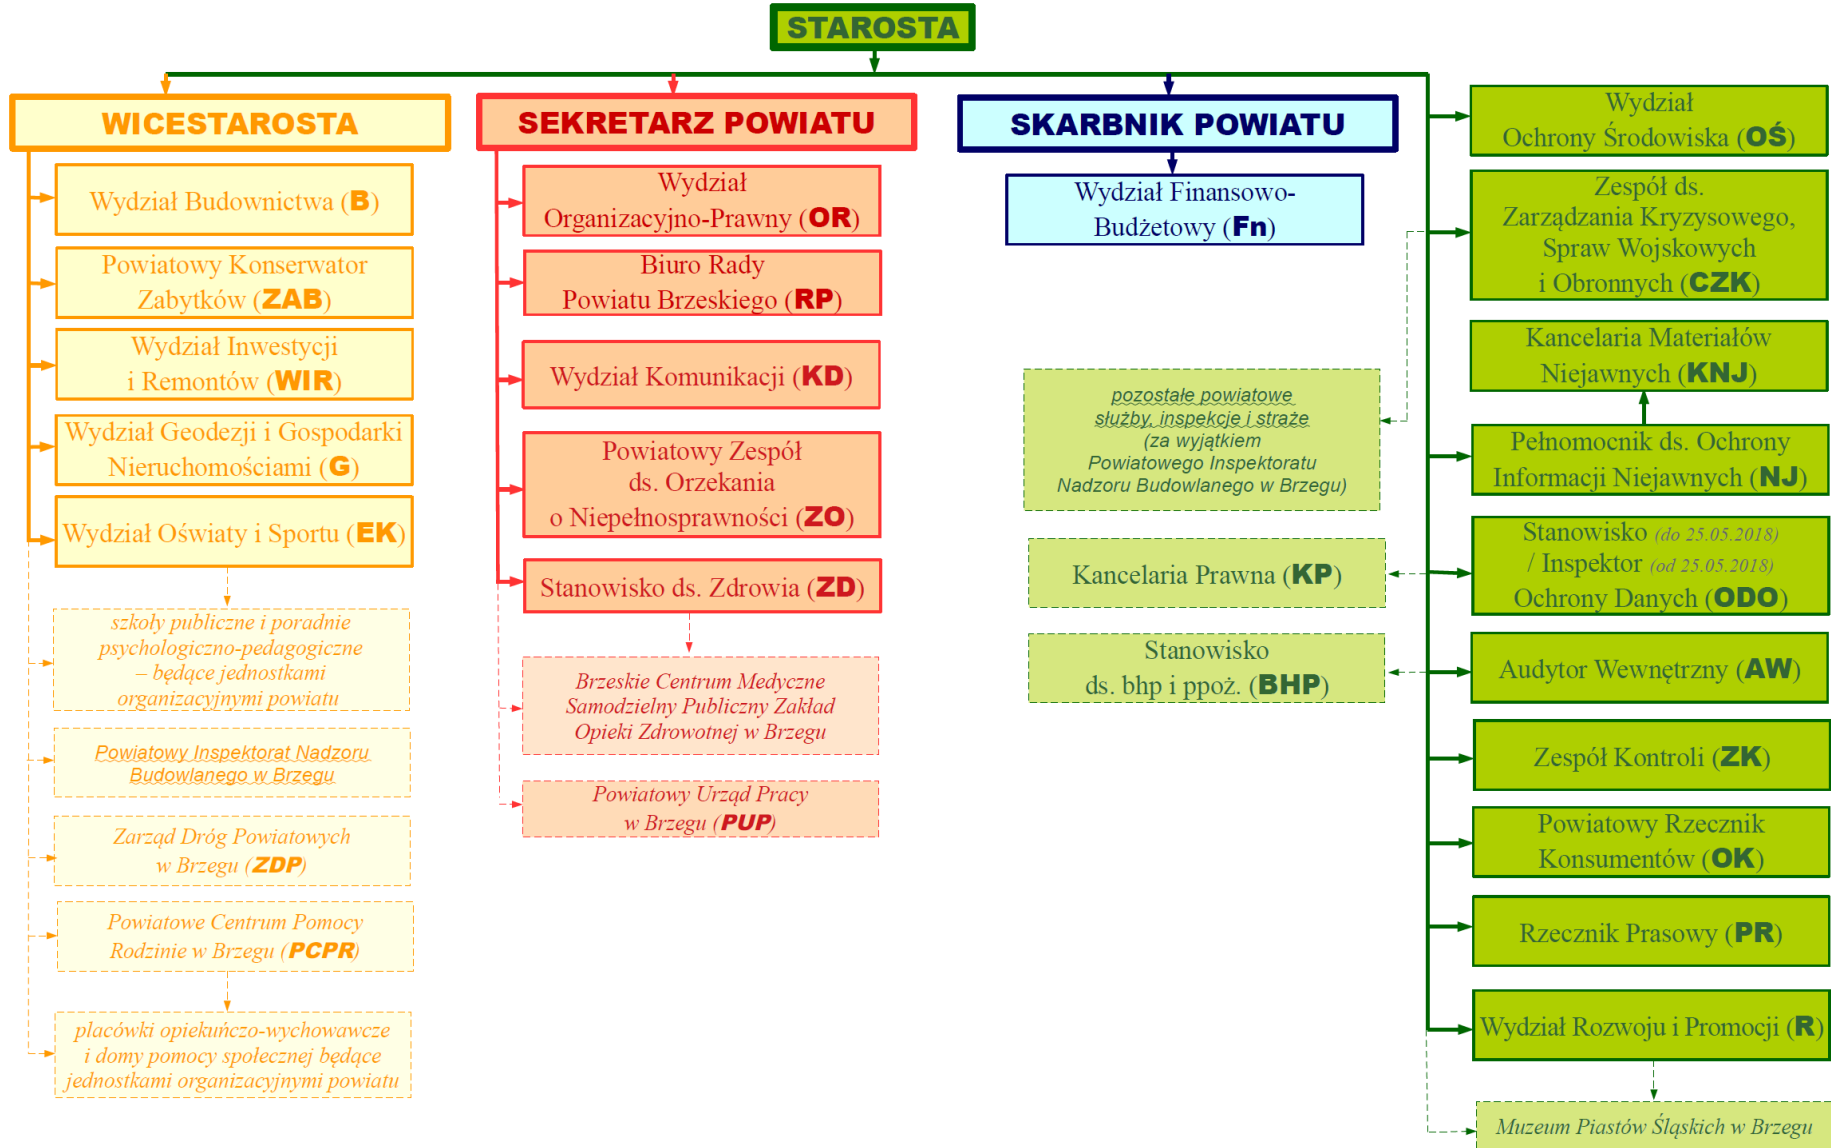 STAROSTA
WICESTAROSTA
Wydział Budownictwa (B)
Powiatowy Konserwator
Zabytków (ZAB)
Wydział Inwestycji
i Remontów (WIR)
Wydział Geodezji i Gospodarki
Nieruchomościami (G)
Wydział Oświaty i Sportu (EK)
szkoły publiczne i poradnie
psychologiczno-pedagogiczne
– będące jednostkami
organizacyjnymi powiatu
Powiatowy Inspektorat Nadzoru
Budowlanego w Brzegu
Zarząd Dróg Powiatowych
w Brzegu (ZDP)
Powiatowe Centrum Pomocy
Rodzinie w Brzegu (PCPR)
placówki opiekuńczo-wychowawcze
i domy pomocy społecznej będące
jednostkami organizacyjnymi powiatu
SEKRETARZ POWIATU
Wydział
Organizacyjno-Prawny (OR)
Biuro Rady
Powiatu Brzeskiego (RP)
Wydział Komunikacji (KD)
Powiatowy Zespół
ds. Orzekania
o Niepełnosprawności (ZO)
Stanowisko ds. Zdrowia (ZD)
Brzeskie Centrum Medyczne
Samodzielny Publiczny Zakład
Opieki Zdrowotnej w Brzegu
Powiatowy Urząd Pracy
w Brzegu (PUP)
SKARBNIK POWIATU
Wydział Finansowo-
Budżetowy (Fn)
pozostałe powiatowe
służby, inspekcje i straże
(za wyjątkiem
Powiatowego Inspektoratu
Nadzoru Budowlanego w Brzegu)
Kancelaria Prawna (KP)
Stanowisko
ds. bhp i ppoż. (BHP)
Wydział
Ochrony Środowiska (OŚ)
Zespół ds.
Zarządzania Kryzysowego,
Spraw Wojskowych
i Obronnych (CZK)
Kancelaria Materiałów
Niejawnych (KNJ)
Pełnomocnik ds. Ochrony
Informacji Niejawnych (NJ)
Stanowisko (do 25.05.2018)
/ Inspektor (od 25.05.2018)
Ochrony Danych (ODO)
Audytor Wewnętrzny (AW)
Zespół Kontroli (ZK)
Powiatowy Rzecznik
Konsumentów (OK)
Rzecznik Prasowy (PR)
Wydział Rozwoju i Promocji (R)
Muzeum Piastów Śląskich w Brzegu